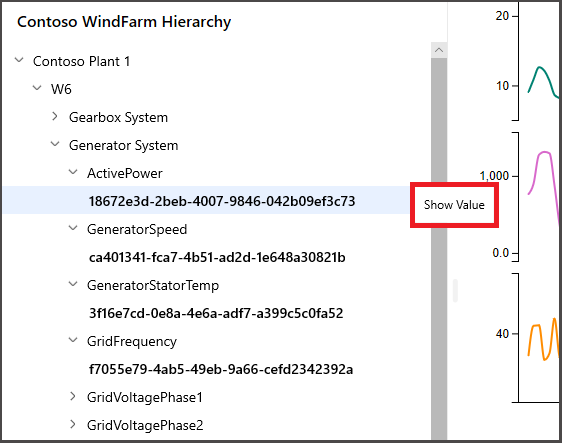 Contoso WindFarm Hierarchy
Contoso Plant 1
W6
Gearbox System
Generator System
ActivePower
18672e3d-2beb-4007-9846-042b09ef3c73
GeneratorSpeed
ca401341-fca7-4b51-ad2d-1e648a30821b
GeneratorStatorTemp
3f16e7cd-0e8a-4e6a-adf7-a399c5c0fa52
GridFrequency
f7055e79-4ab5-49eb-9a66-cefd2342392a
GridVoltagePhase1
GridVoltagePhase2
Show Value
20
10
1,000
0.0
40